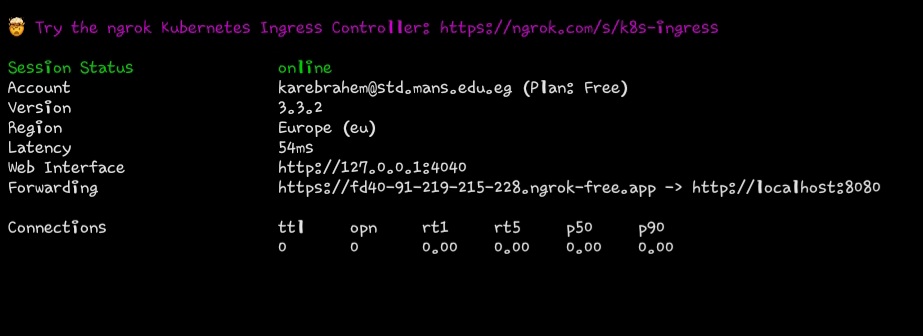 🤯 Try the ngrok Kubernetes Ingress Controller: https://ngrok.com/s/k8s-ingress
Session Status online
Account karebrahem@std.mans.edu.eg (Plan: Free)
Version 3.3.2
Region Europe (eu)
Latency 54ms
Web Interface http://127.0.0.1:4040
Forwarding https://fd40-91-219-215-228.ngrok-free.app -> http://localhost:8080
Connections ttl opn rt1 rt5 p50 p90
0 0 0.00 0.00 0.00 0.00